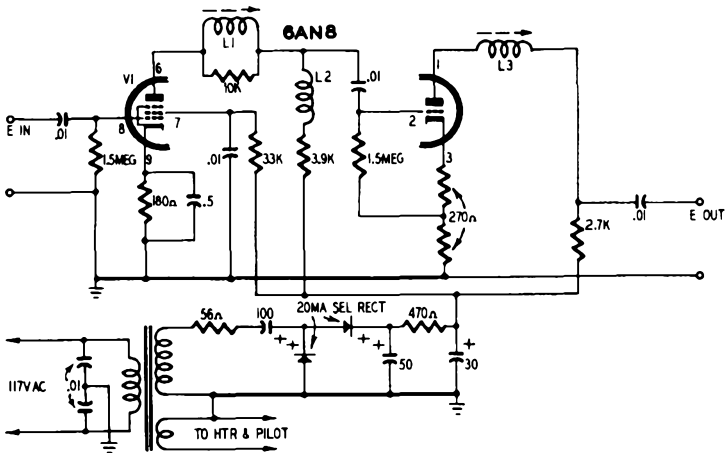 6AN8
L1
10K
L2
L3
V1
6
7
8
9
1
2
3
E IN
.01
1.5MEG
180Ω
.5
.01
33K
3.9K
.01
1.5MEG
270Ω
2.7K
.01
E OUT
117VAC
.01
56Ω
100
+
+
20MA SEL RECT
+
+
50
470Ω
+
30
TO HTR & PILOT